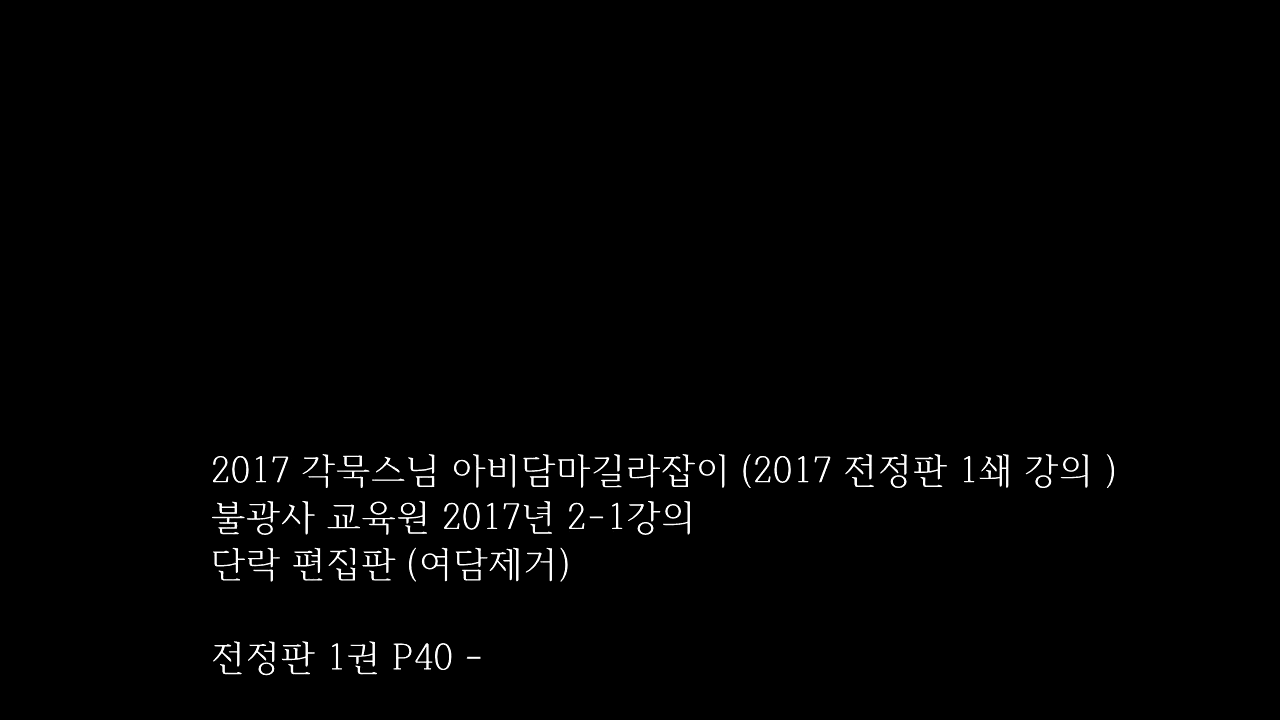 2017 각묵스님 아비담마길라잡이 (2017 전정판 1쇄 강의 )
불광사 교육원 2017년 2-1강의
단락 편집판 (여담제거)
전정판 1권 P40 -